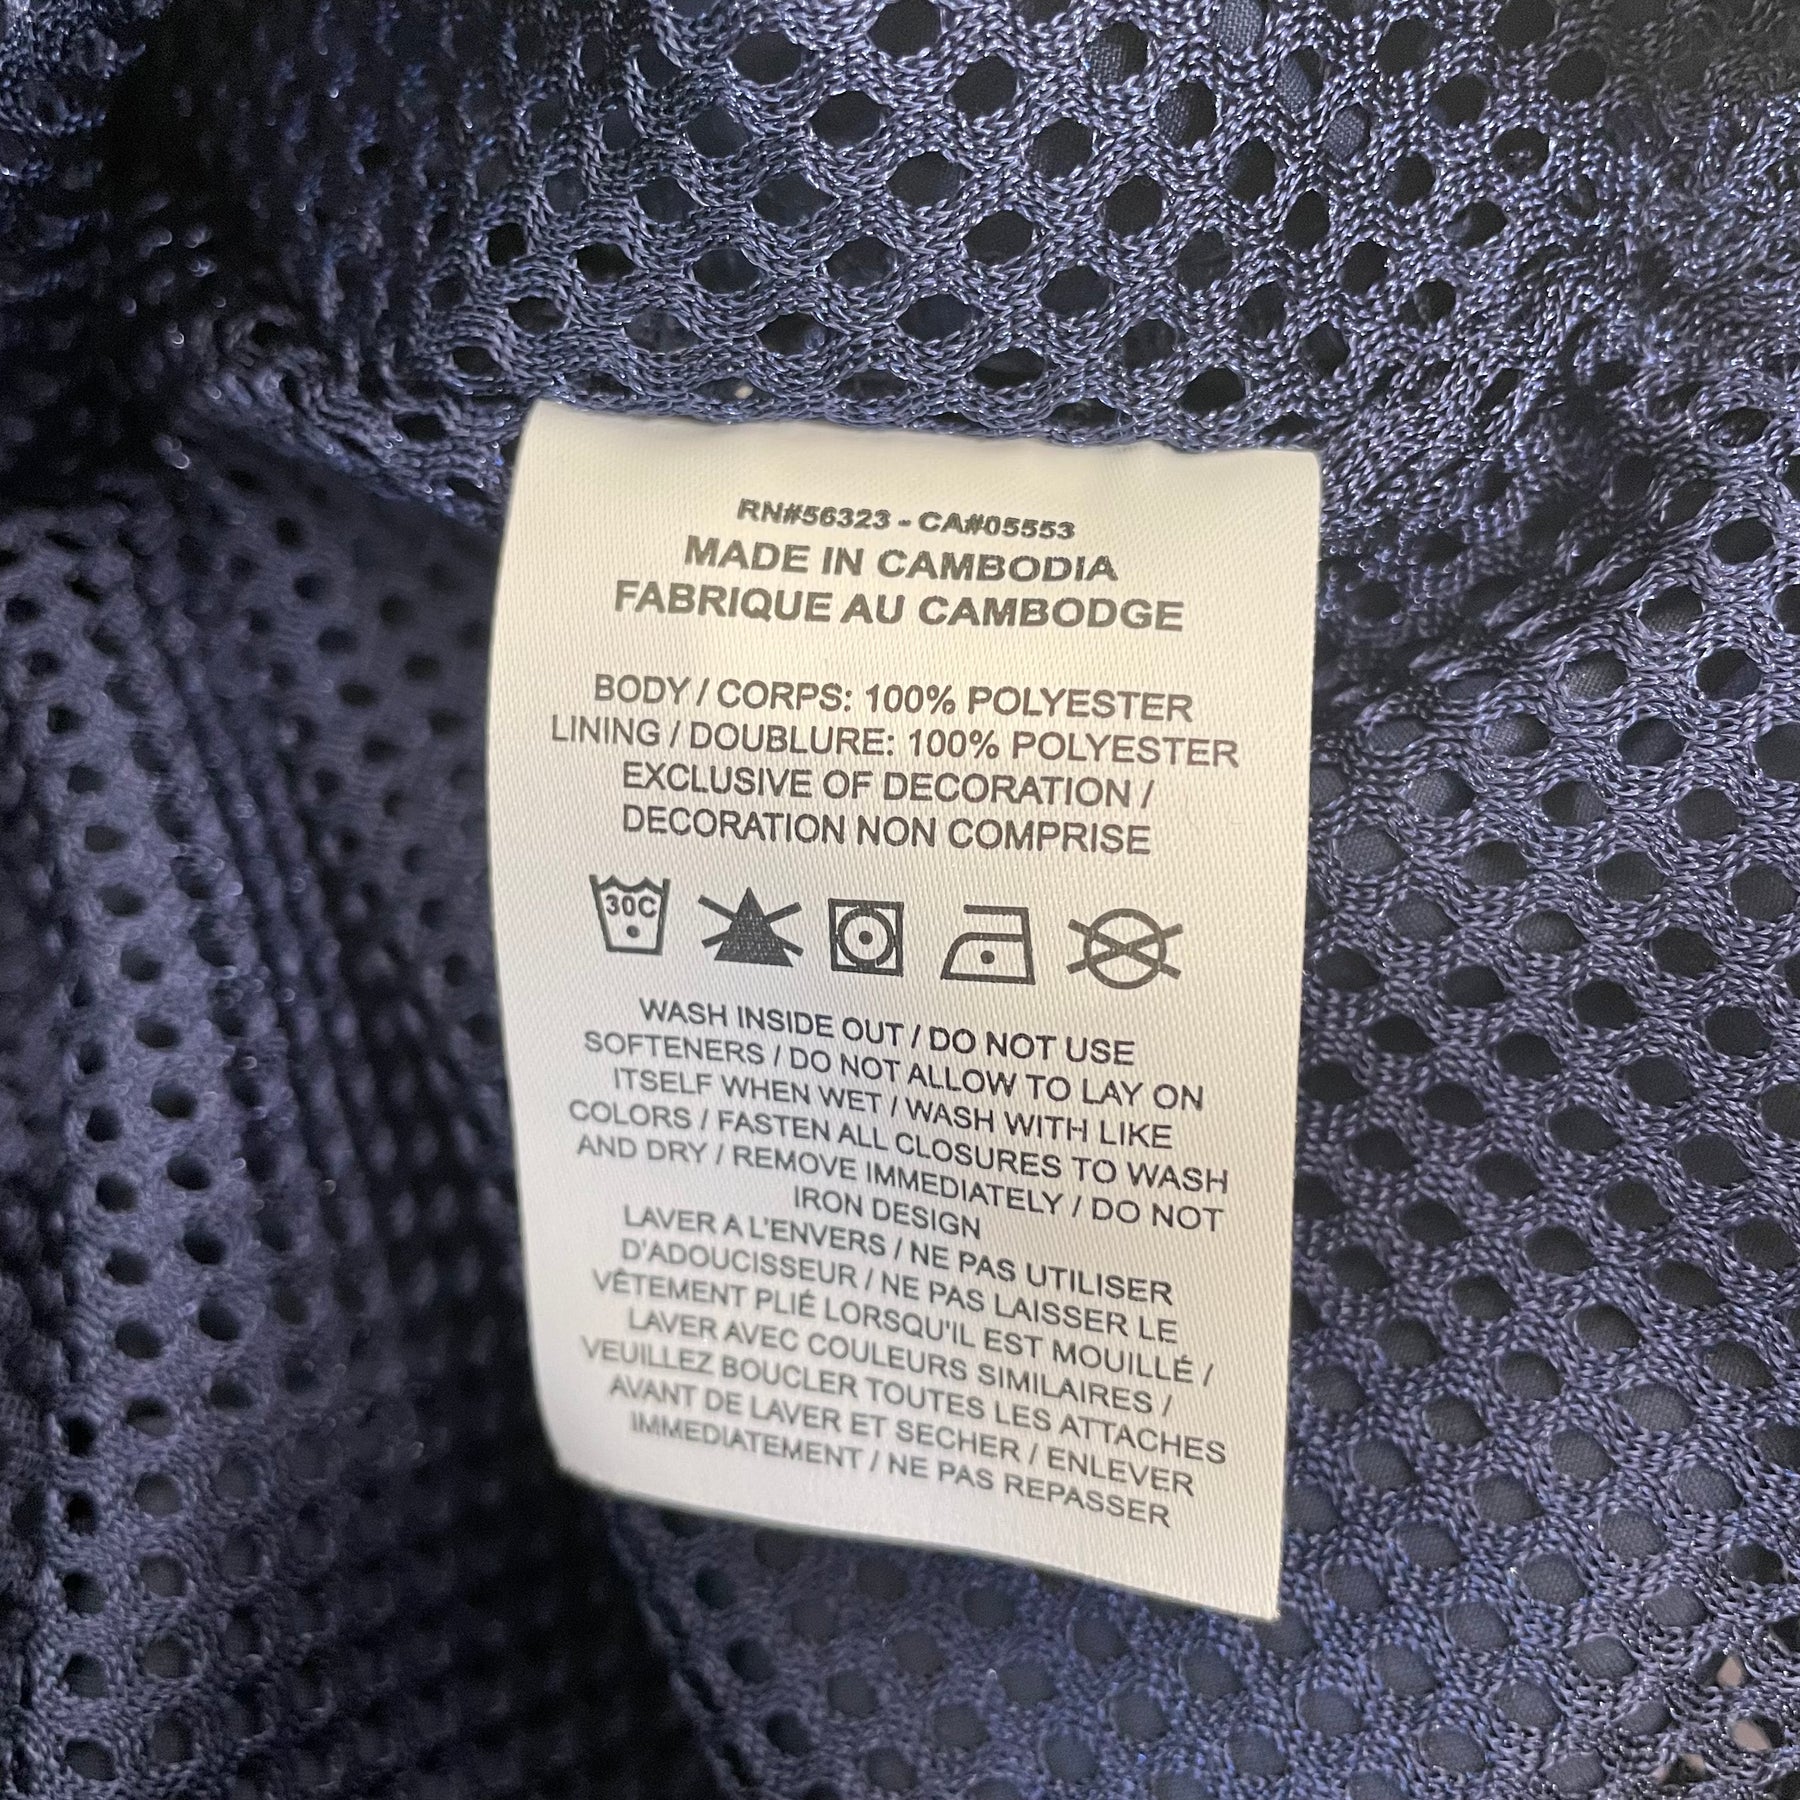 RN#56323 - CA#05553
MADE IN CAMBODIA
FABRIQUE AU CAMBODGE
BODY / CORPS: 100% POLYESTER
LINING / DOUBLURE: 100% POLYESTER
EXCLUSIVE OF DECORATION /
DECORATION NON COMPRISE
30C
WASH INSIDE OUT / DO NOT USE
SOFTENERS / DO NOT ALLOW TO LAY ON
ITSELF WHEN WET / WASH WITH LIKE
COLORS / FASTEN ALL CLOSURES TO WASH
AND DRY / REMOVE IMMEDIATELY / DO NOT
IRON DESIGN
LAVER A L'ENVERS / NE PAS UTILISER
D'ADOUCISSEUR / NE PAS LAISSER LE
VÊTEMENT PLIÉ LORSQU'IL EST MOUILLÉ /
LAVER AVEC COULEURS SIMILAIRES /
VEUILLEZ BOUCLER TOUTES LES ATTACHES
AVANT DE LAVER ET SECHER / ENLEVER
IMMEDIATEMENT / NE PAS REPASSER